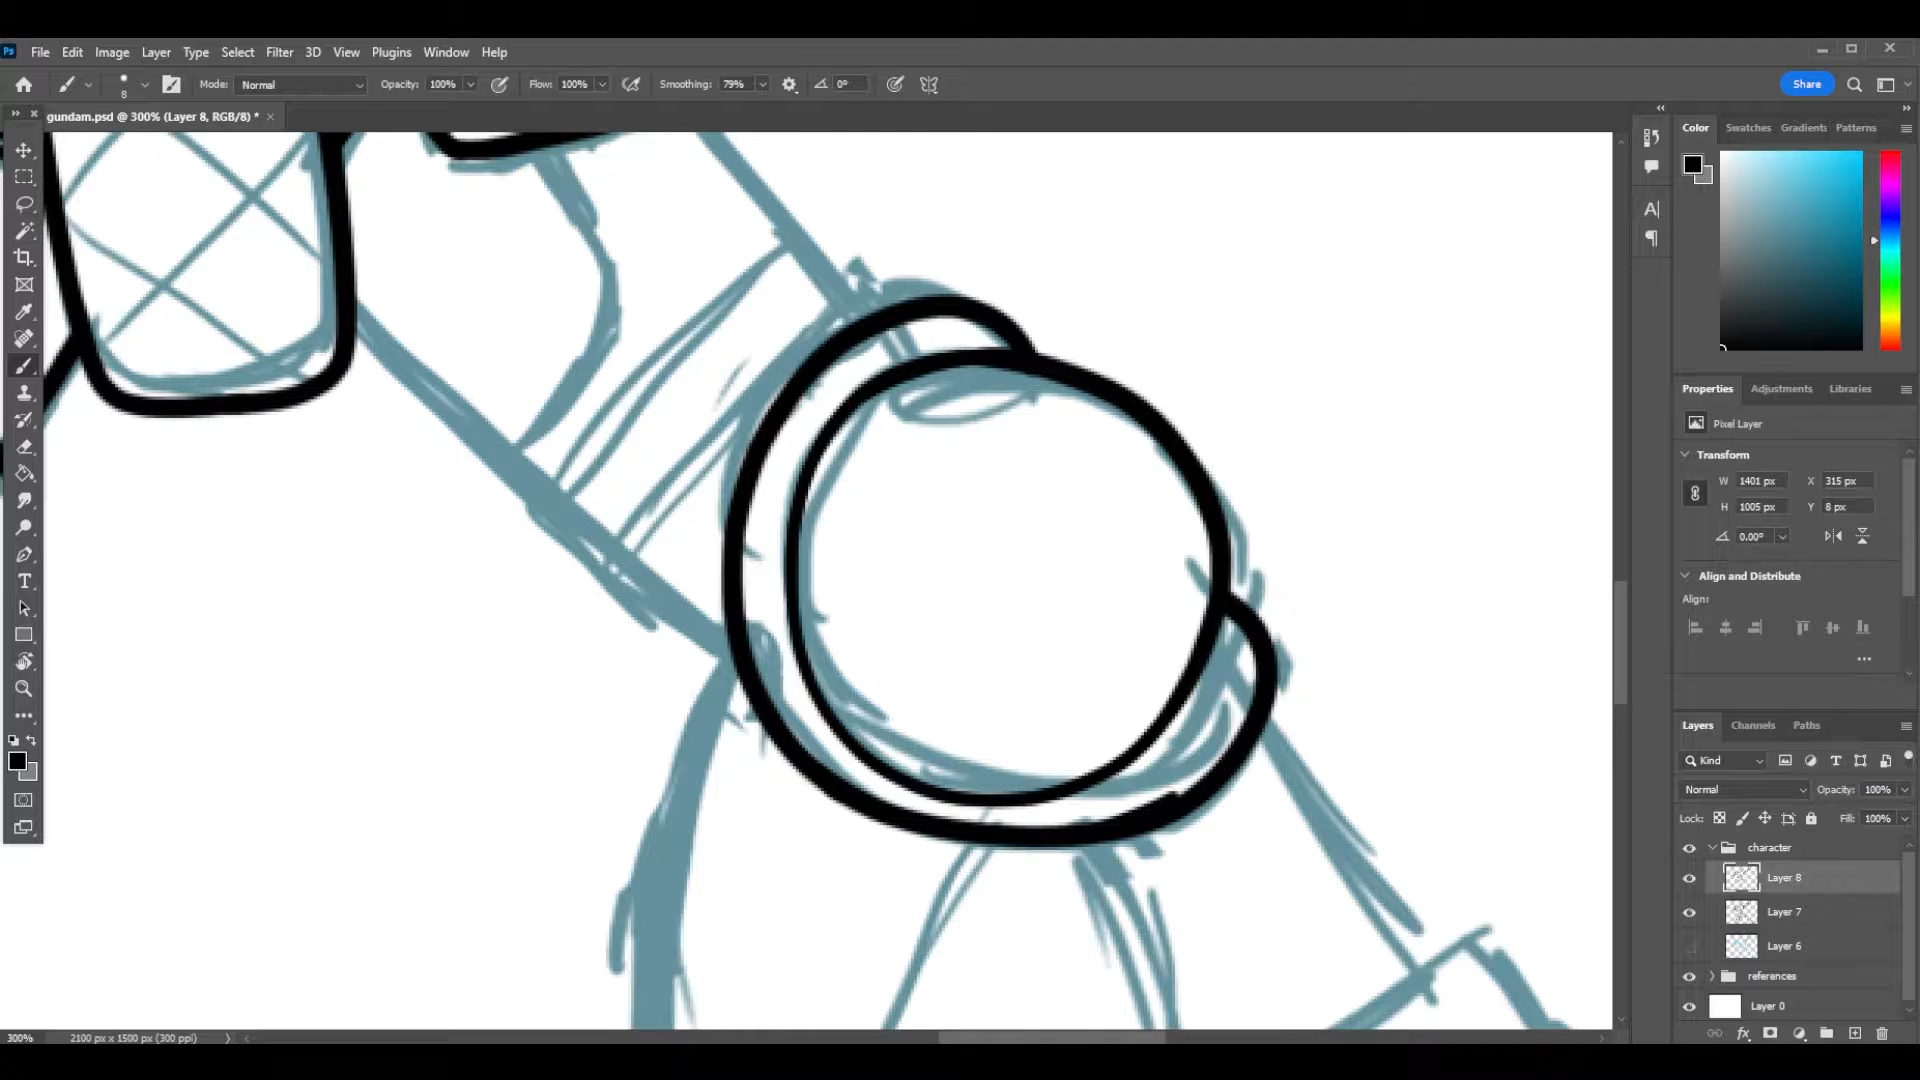 Ps File Edit Image Layer Type Select Filter 3D View Plugins Window Help
8 Mode: Normal Opacity: 100% Flow: 100% Smoothing: 79% 0° Share
gundam.psd @ 300% (Layer 8, RGB/8) *
Color Swatches Gradients Patterns
Properties Adjustments Libraries
Pixel Layer
Transform
W 1401 px X 315 px
H 1005 px Y 8 px
0.00°
Align and Distribute
Align:
Layers Channels Paths
Kind
Normal Opacity: 100%
Lock: Fill: 100%
character
Layer 8
Layer 7
Layer 6
references
Layer 0
300% 2100 px x 1500 px (300 ppi)